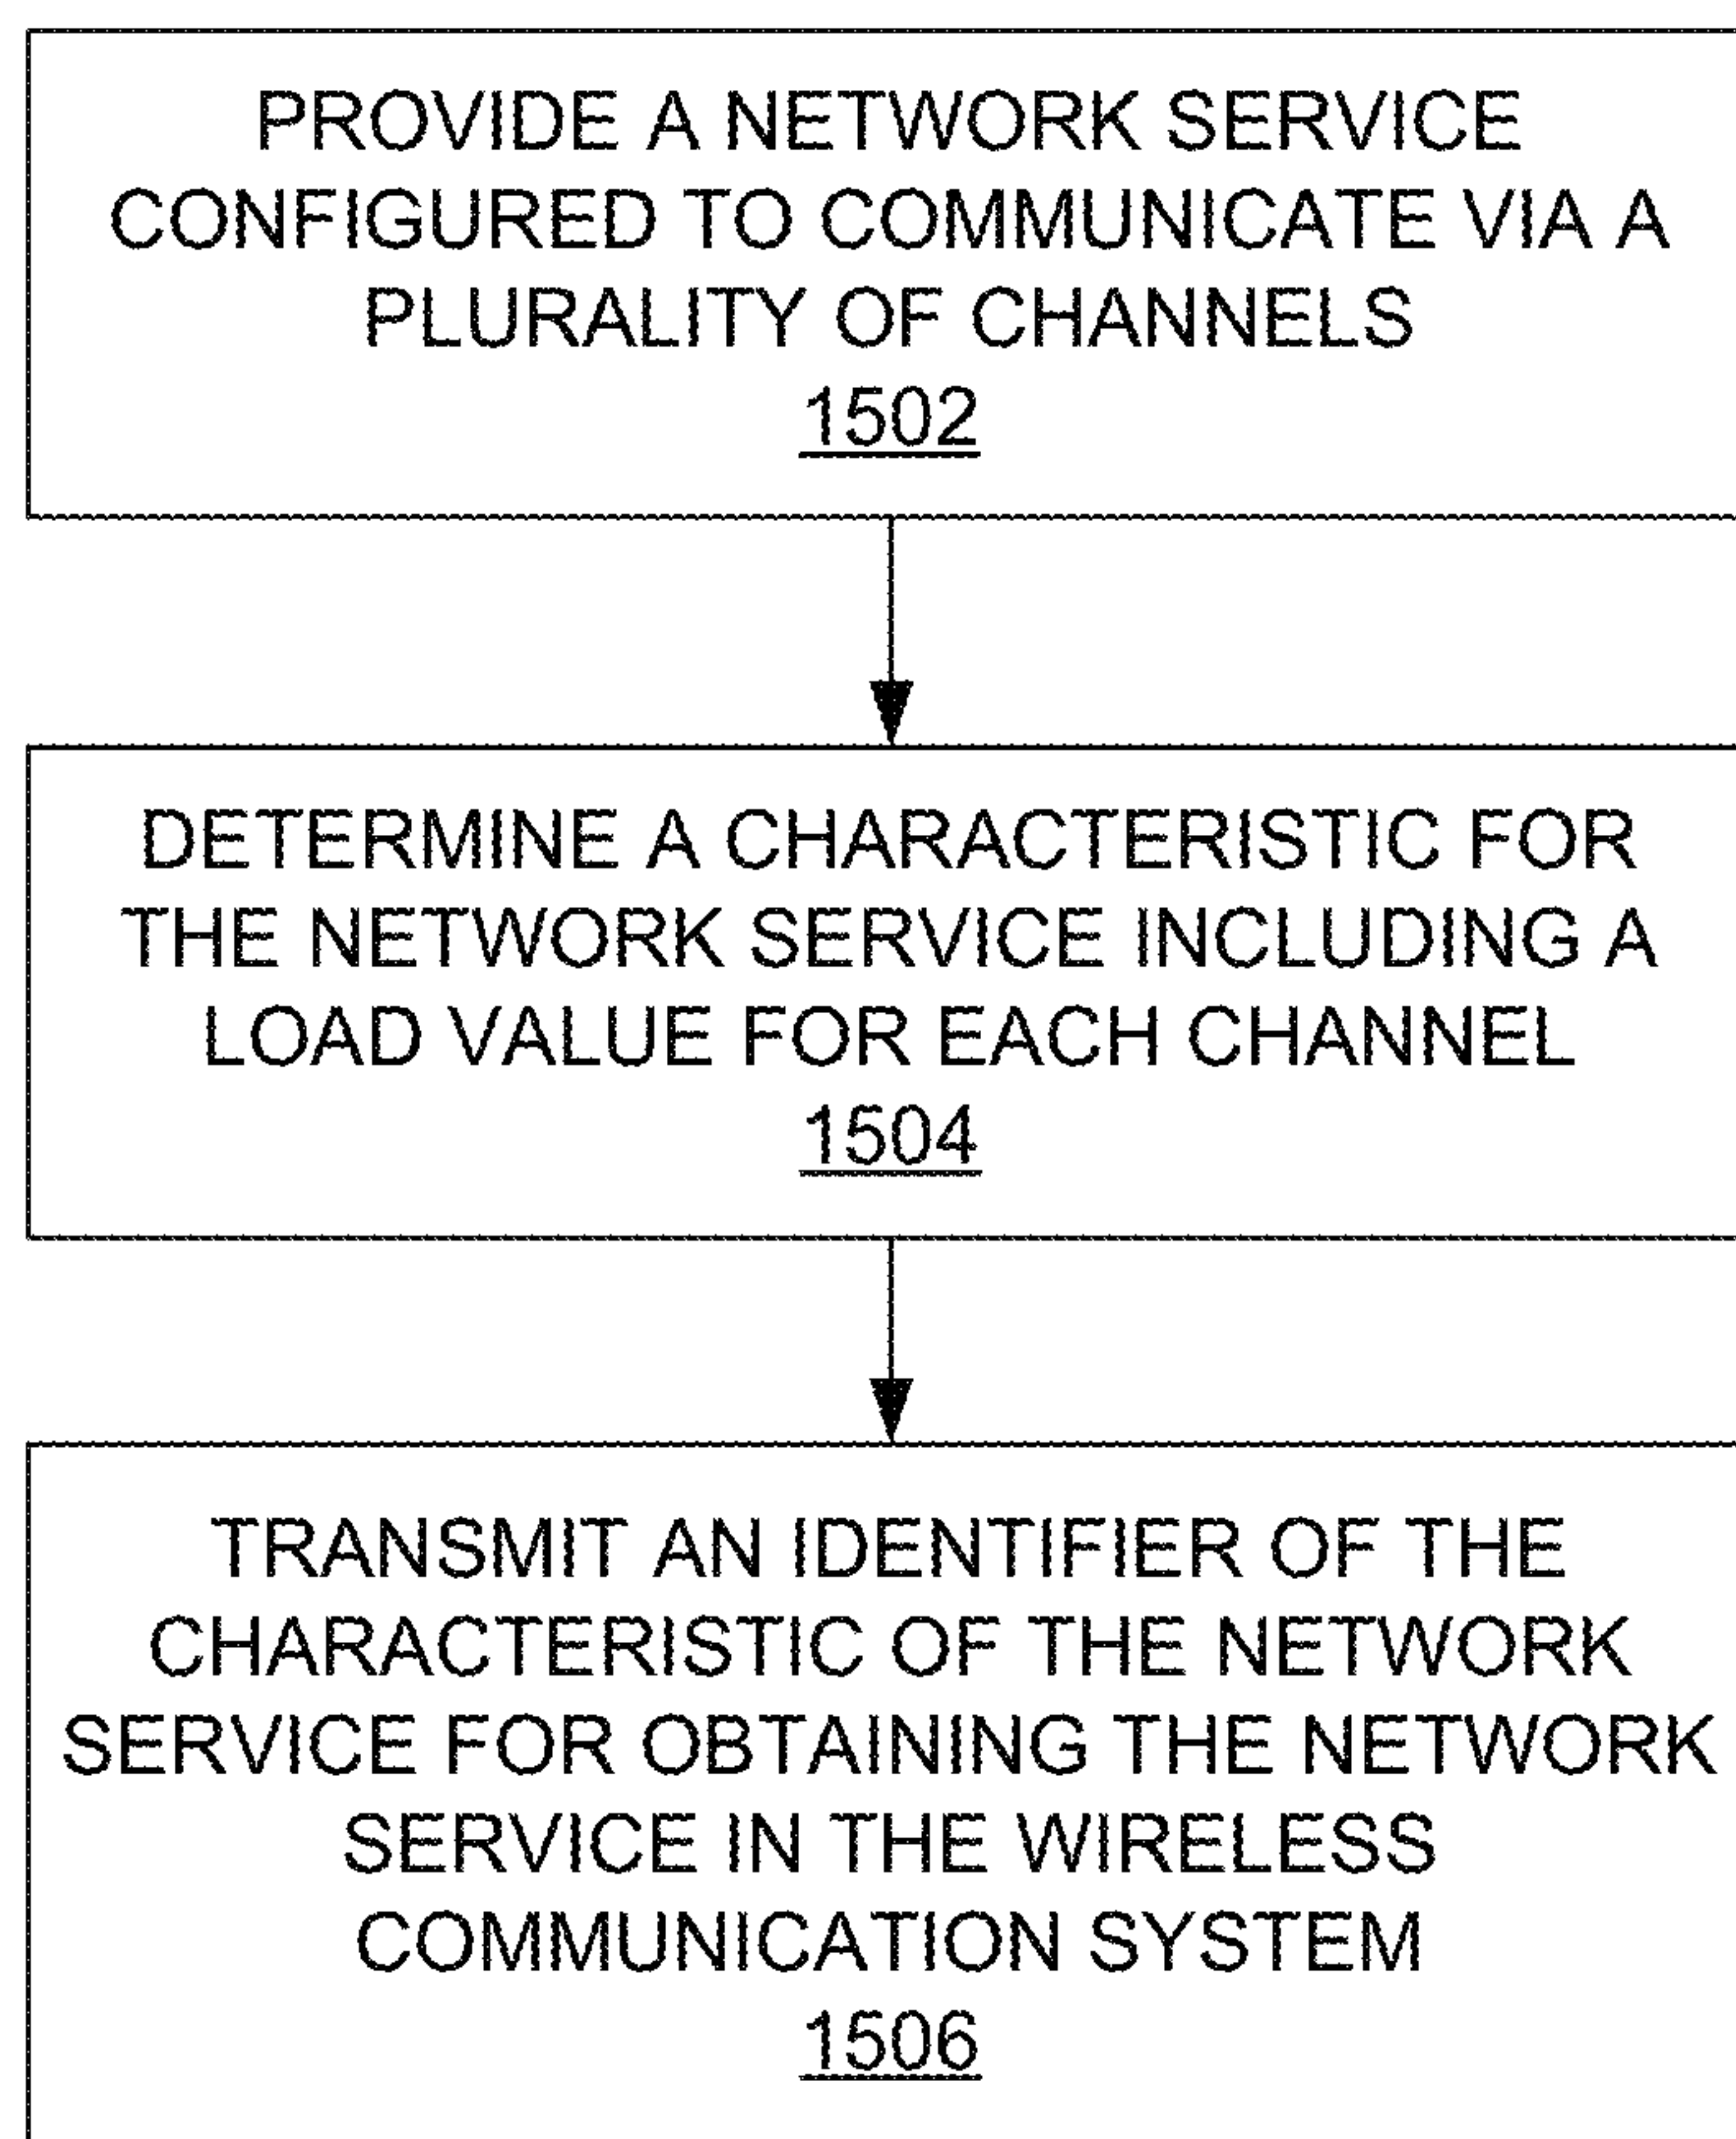 PROVIDE A NETWORK SERVICE
CONFIGURED TO COMMUNICATE VIA A
PLURALITY OF CHANNELS
1502
DETERMINE A CHARACTERISTIC FOR
THE NETWORK SERVICE INCLUDING A
LOAD VALUE FOR EACH CHANNEL
1504
TRANSMIT AN IDENTIFIER OF THE
CHARACTERISTIC OF THE NETWORK
SERVICE FOR OBTAINING THE NETWORK
SERVICE IN THE WIRELESS
COMMUNICATION SYSTEM
1506